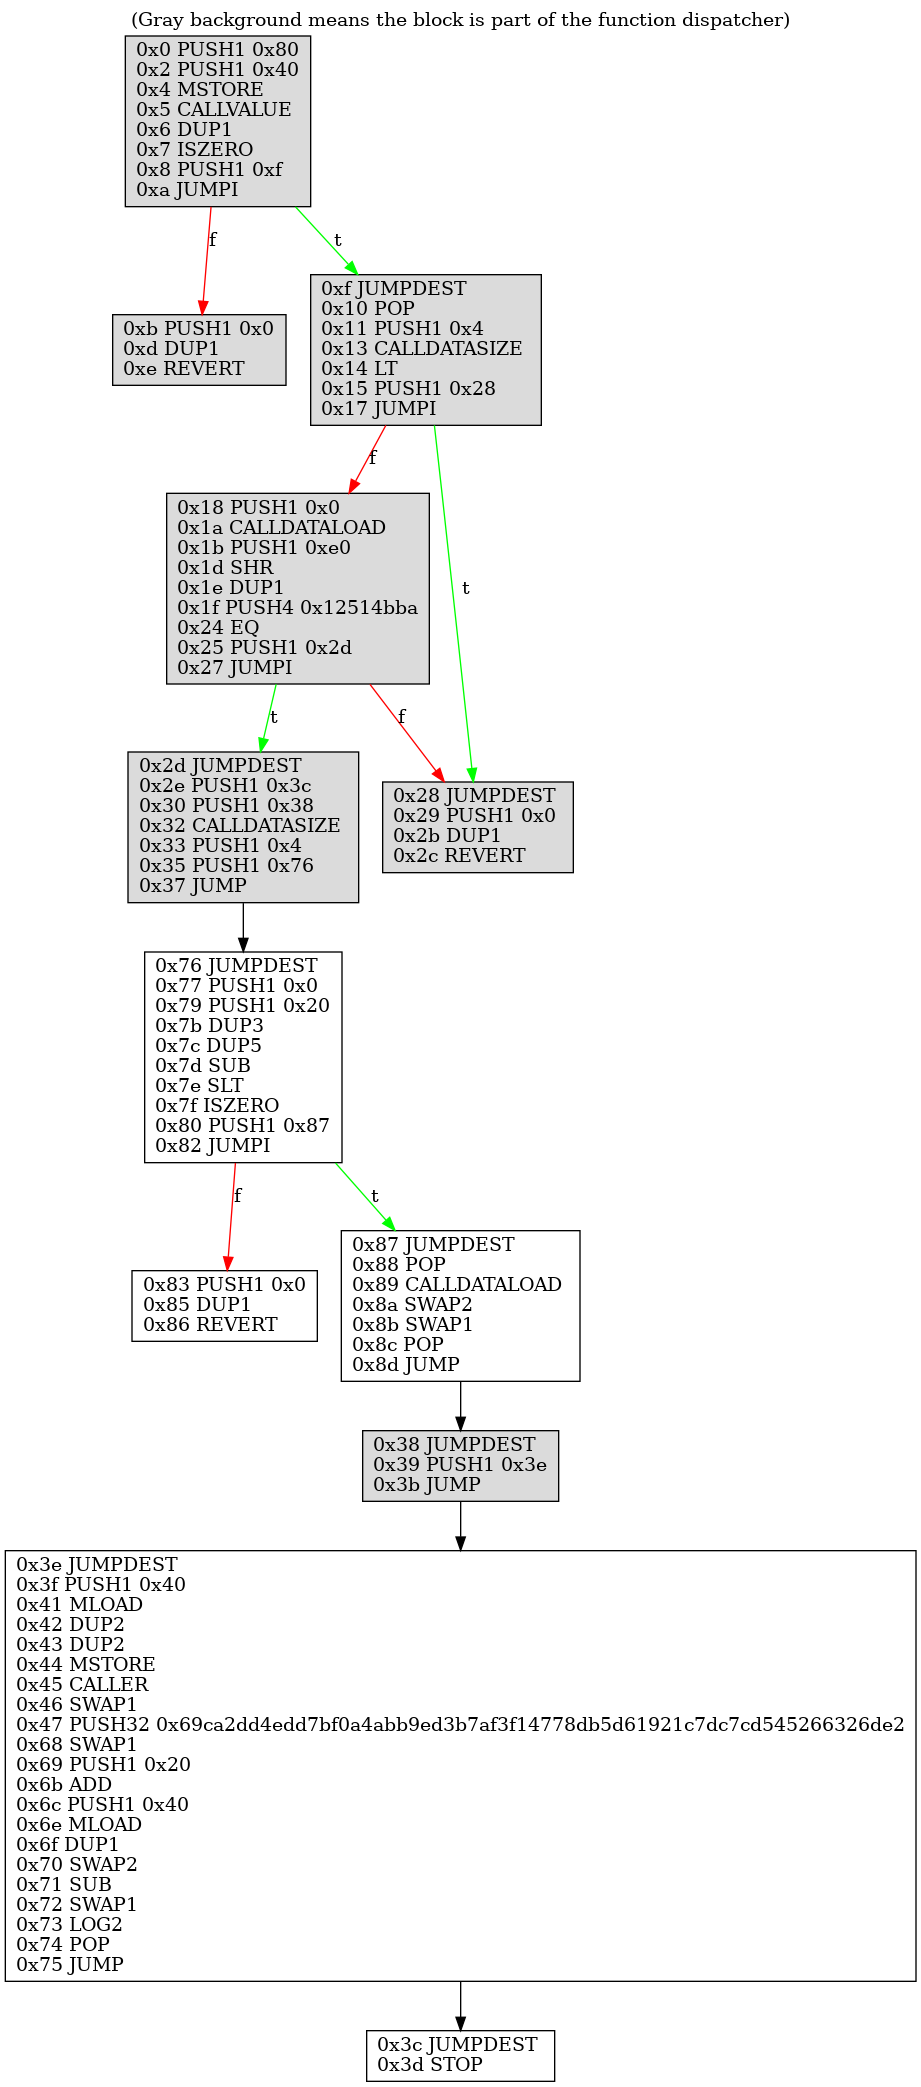 (Gray background means the block is part of the function dispatcher)
0x0 PUSH1 0x80
0x2 PUSH1 0x40
0x4 MSTORE
0x5 CALLVALUE
0x6 DUP1
0x7 ISZERO
0x8 PUSH1 0xf
0xa JUMPI
f
t
0xb PUSH1 0x0
0xd DUP1
0xe REVERT
0xf JUMPDEST
0x10 POP
0x11 PUSH1 0x4
0x13 CALLDATASIZE
0x14 LT
0x15 PUSH1 0x28
0x17 JUMPI
f
t
0x18 PUSH1 0x0
0x1a CALLDATALOAD
0x1b PUSH1 0xe0
0x1d SHR
0x1e DUP1
0x1f PUSH4 0x12514bba
0x24 EQ
0x25 PUSH1 0x2d
0x27 JUMPI
t
f
0x2d JUMPDEST
0x2e PUSH1 0x3c
0x30 PUSH1 0x38
0x32 CALLDATASIZE
0x33 PUSH1 0x4
0x35 PUSH1 0x76
0x37 JUMP
0x28 JUMPDEST
0x29 PUSH1 0x0
0x2b DUP1
0x2c REVERT
0x76 JUMPDEST
0x77 PUSH1 0x0
0x79 PUSH1 0x20
0x7b DUP3
0x7c DUP5
0x7d SUB
0x7e SLT
0x7f ISZERO
0x80 PUSH1 0x87
0x82 JUMPI
f
t
0x83 PUSH1 0x0
0x85 DUP1
0x86 REVERT
0x87 JUMPDEST
0x88 POP
0x89 CALLDATALOAD
0x8a SWAP2
0x8b SWAP1
0x8c POP
0x8d JUMP
0x38 JUMPDEST
0x39 PUSH1 0x3e
0x3b JUMP
0x3e JUMPDEST
0x3f PUSH1 0x40
0x41 MLOAD
0x42 DUP2
0x43 DUP2
0x44 MSTORE
0x45 CALLER
0x46 SWAP1
0x47 PUSH32 0x69ca2dd4edd7bf0a4abb9ed3b7af3f14778db5d61921c7dc7cd545266326de2
0x68 SWAP1
0x69 PUSH1 0x20
0x6b ADD
0x6c PUSH1 0x40
0x6e MLOAD
0x6f DUP1
0x70 SWAP2
0x71 SUB
0x72 SWAP1
0x73 LOG2
0x74 POP
0x75 JUMP
0x3c JUMPDEST
0x3d STOP